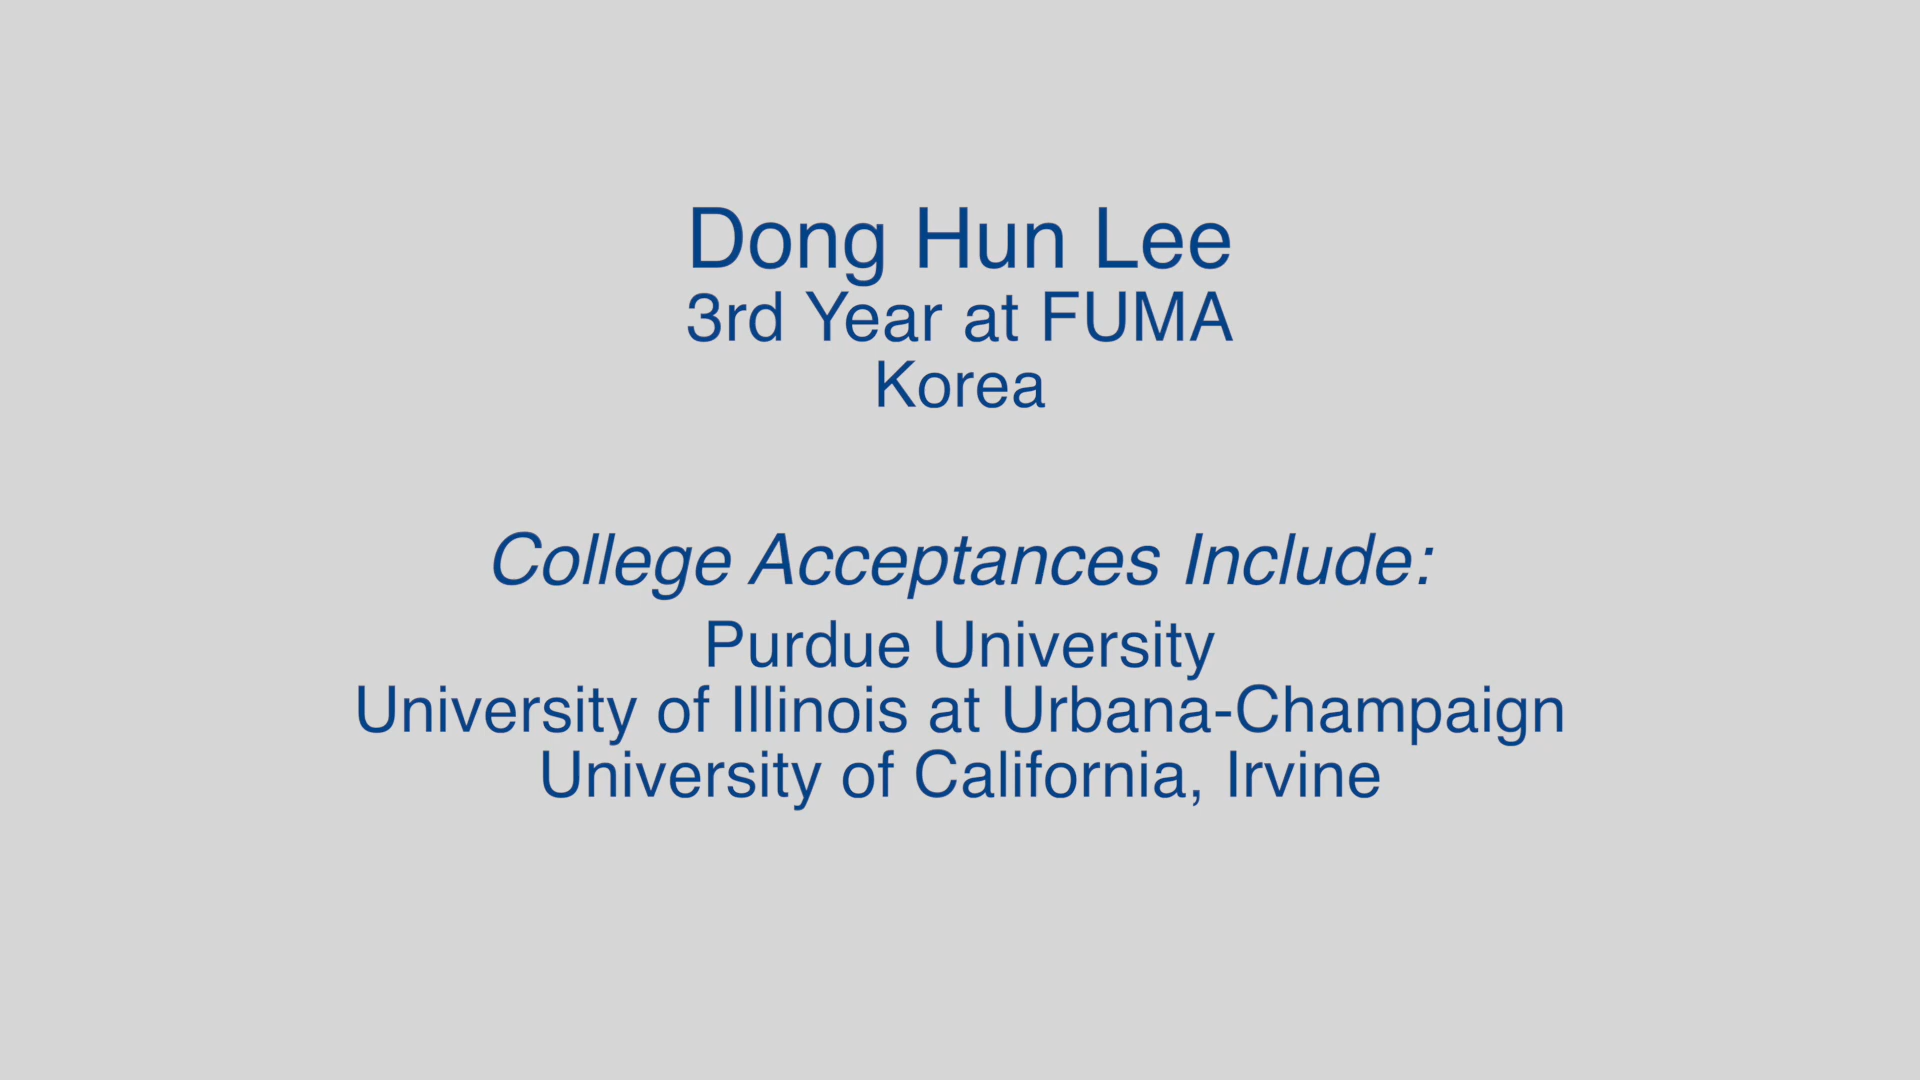 Dong Hun Lee
3rd Year at FUMA
Korea
College Acceptances Include:
Purdue University
University of Illinois at Urbana-Champaign
University of California, Irvine